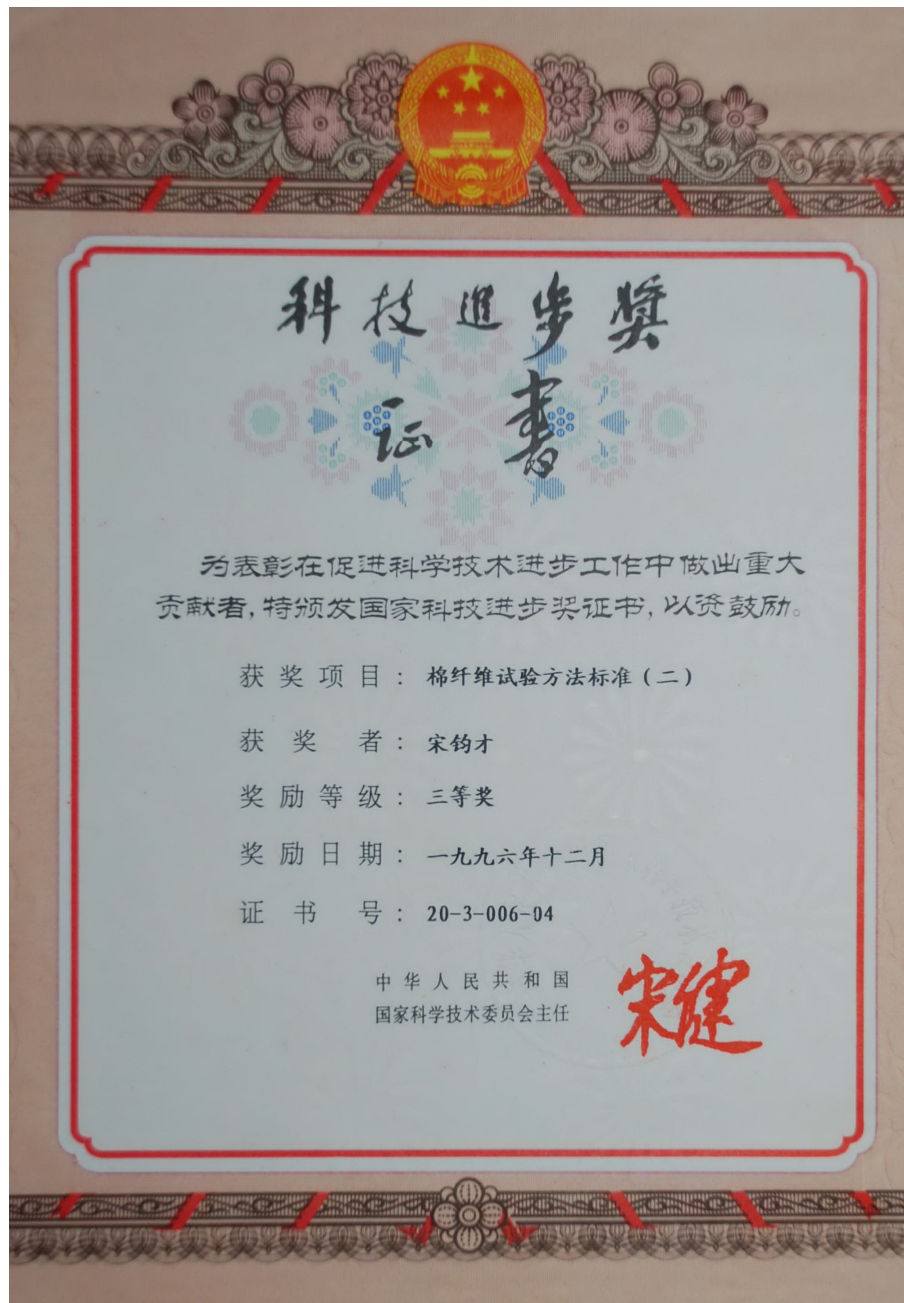 科技進步獎
证書
为表彰在促进科学技术进步工作中做出重大
贡献者，特颁发国家科技进步奖证书，以资鼓励。
获奖项目：棉纤维试验方法标准（二）
获奖者：宋钧才
奖励等级：三等奖
奖励日期：一九九六年十二月
证书号：20-3-006-04
中华人民共和国
国家科学技术委员会主任
宋健